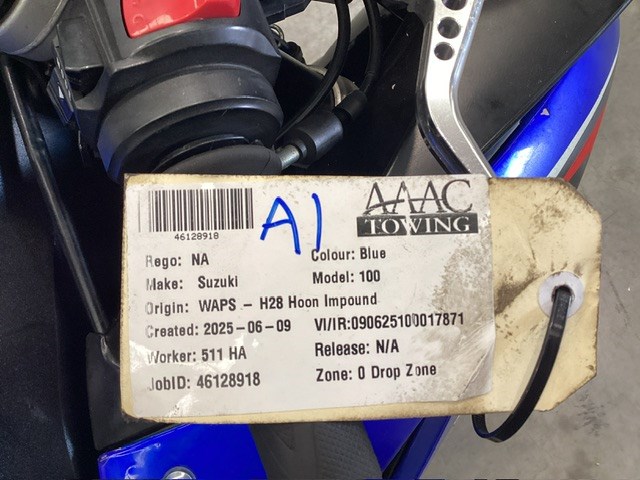 46128918
A1
AAAC
TOWING
Rego: NA
Colour: Blue
Make: Suzuki
Model: 100
Origin: WAPS - H28 Hoon Impound
Created: 2025-06-09
VI/IR:090625100017871
Worker: 511 HA
Release: N/A
JobID: 46128918
Zone: 0 Drop Zone